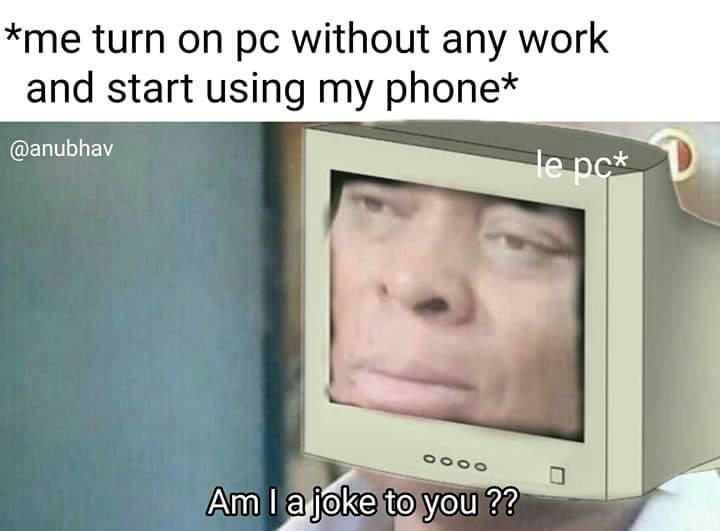 *me turn on pc without any work
and start using my phone*
@anubhav
le pc*
Am I a joke to you ??